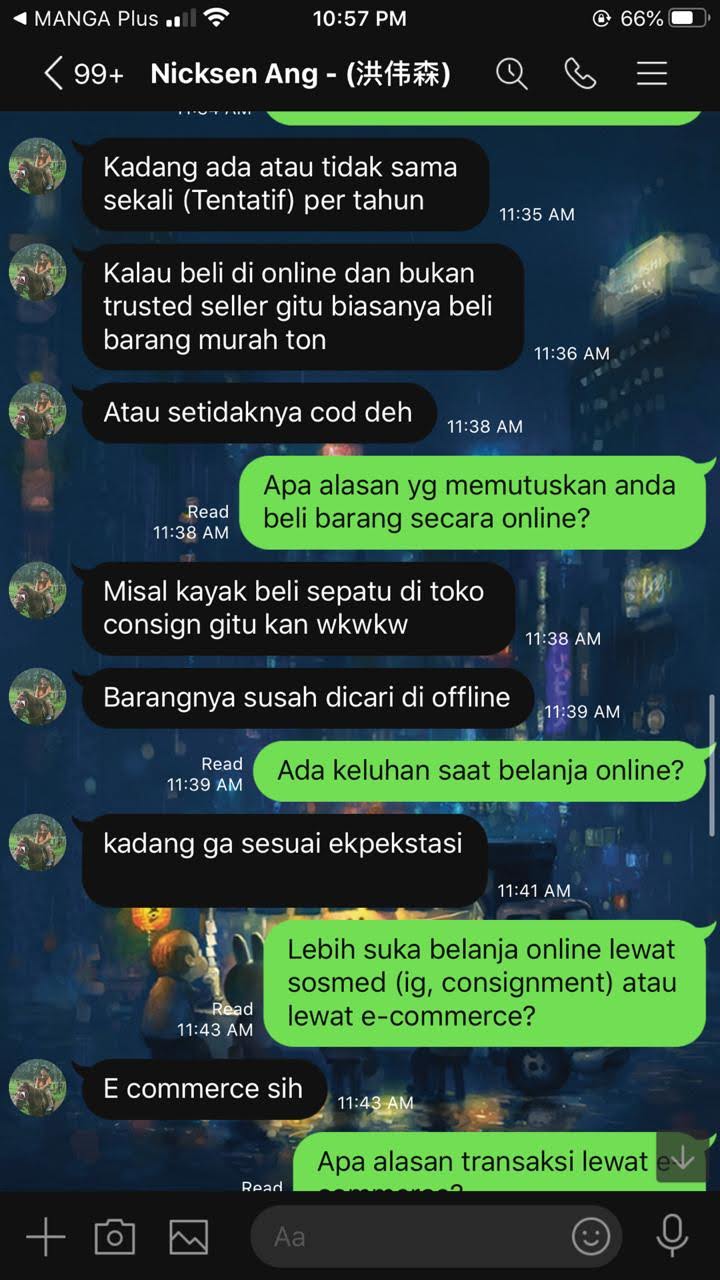 MANGA Plus
10:57 PM
66%
99+
Nicksen Ang - (洪伟森)
Kadang ada atau tidak sama
sekali (Tentatif) per tahun
11:35 AM
Kalau beli di online dan bukan
trusted seller gitu biasanya beli
barang murah ton
11:36 AM
Atau setidaknya cod deh
11:38 AM
Apa alasan yg memutuskan anda
beli barang secara online?
Read
11:38 AM
Misal kayak beli sepatu di toko
consign gitu kan wkwkw
11:38 AM
Barangnya susah dicari di offline
11:39 AM
Ada keluhan saat belanja online?
Read
11:39 AM
kadang ga sesuai ekpekstasi
11:41 AM
Lebih suka belanja online lewat
sosmed (ig, consignment) atau
lewat e-commerce?
Read
11:43 AM
E commerce sih
11:43 AM
Apa alasan transaksi lewat e-
Read
Aa